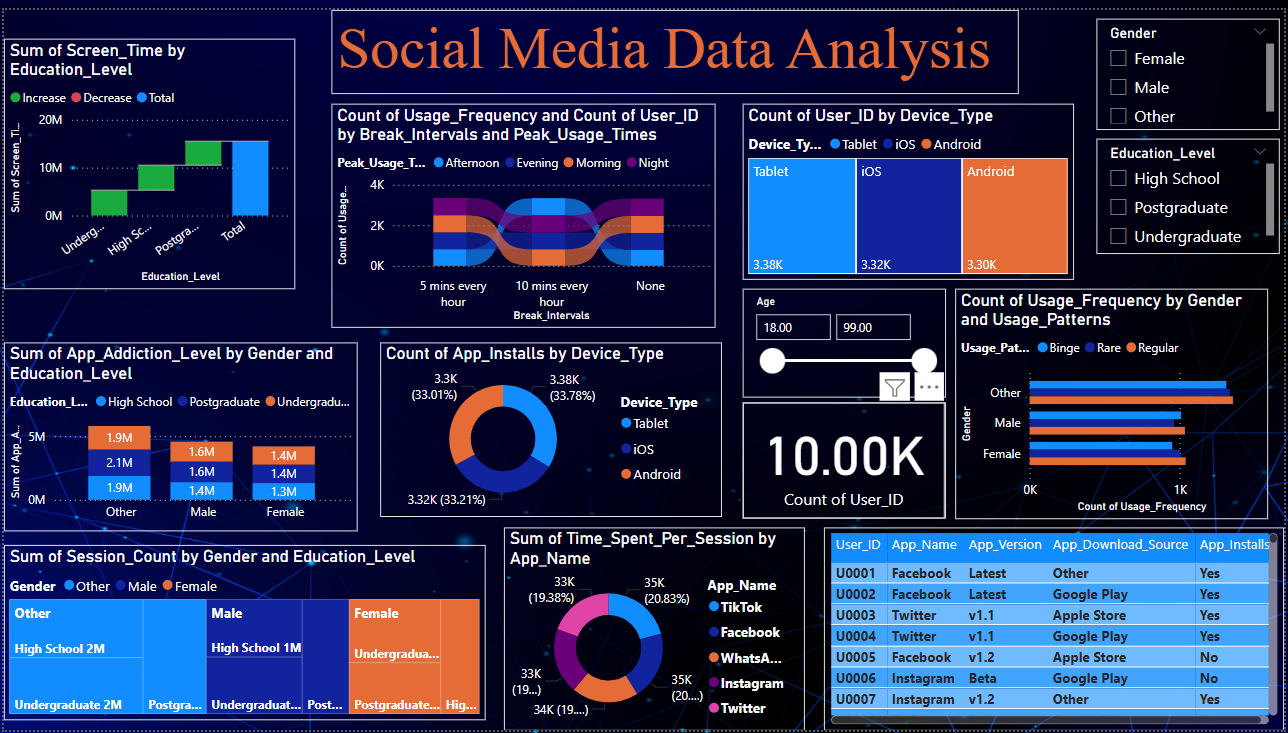 Social Media Data Analysis
Sum of Screen_Time by
Education_Level
Increase Decrease Total
Sum of Screen_Ti...
20M
10M
0M
Underg...
High Sc...
Postgra...
Total
Education_Level
Count of Usage_Frequency and Count of User_ID
by Break_Intervals and Peak_Usage_Times
Peak_Usage_T... Afternoon Evening Morning Night
Count of Usage_...
4K
2K
0K
5 mins every
hour
10 mins every
hour
None
Break_Intervals
Count of User_ID by Device_Type
Device_Ty... Tablet iOS Android
Tablet
3.38K
iOS
3.32K
Android
3.30K
Gender
Female
Male
Other
Education_Level
High School
Postgraduate
Undergraduate
Sum of App_Addiction_Level by Gender and
Education_Level
Education_L... High School Postgraduate Undergradu...
Sum of App_A...
5M
0M
1.9M
2.1M
1.9M
1.6M
1.6M
1.4M
1.4M
1.4M
1.3M
Other
Male
Female
Count of App_Installs by Device_Type
3.3K
(33.01%)
3.38K
(33.78%)
3.32K (33.21%)
Device_Type
Tablet
iOS
Android
Age
18.00
99.00
10.00K
Count of User_ID
Count of Usage_Frequency by Gender
and Usage_Patterns
Usage_Pat... Binge Rare Regular
Gender
Other
Male
Female
0K
1K
Count of Usage_Frequency
Sum of Session_Count by Gender and Education_Level
Gender Other Male Female
Other
High School 2M
Undergraduate 2M
Postgra...
Male
High School 1M
Undergraduat...
Post...
Female
Undergradua...
Postgraduate...
Hig...
Sum of Time_Spent_Per_Session by
App_Name
33K
(19.38%)
35K
(20.83%)
33K
(19...)
35K
(20....)
34K (19....)
App_Name
TikTok
Facebook
WhatsA...
Instagram
Twitter
User_ID App_Name App_Version App_Download_Source App_Installs
U0001 Facebook Latest Other Yes
U0002 Facebook Latest Google Play Yes
U0003 Twitter v1.1 Apple Store Yes
U0004 Twitter v1.1 Google Play Yes
U0005 Facebook v1.2 Apple Store No
U0006 Instagram Beta Google Play No
U0007 Instagram v1.2 Other Yes